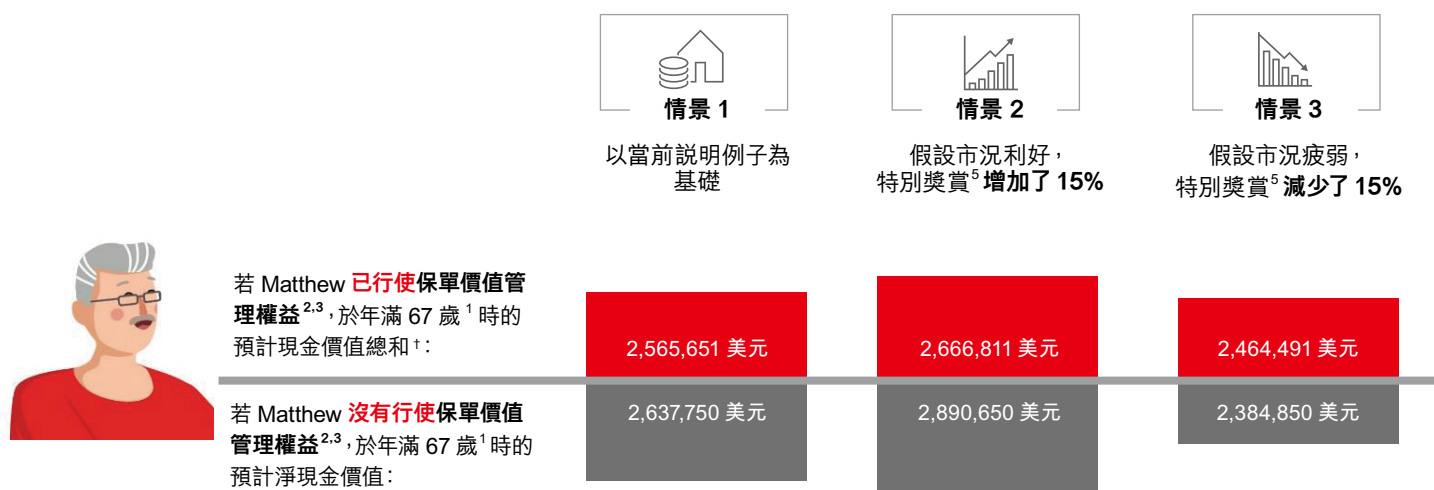 情景 1
以當前説明例子為
基礎
情景 2
假設市況利好，
特別獎賞5 增加了 15%
情景 3
假設市況疲弱，
特別獎賞5 減少了 15%
若 Matthew 已行使保單價值管
理權益2,3，於年滿 67 歲1 時的
預計現金價值總和†：
2,565,651 美元
2,666,811 美元
2,464,491 美元
若 Matthew 沒有行使保單價值
管理權益2,3，於年滿 67 歲1 時的
預計淨現金價值：
2,637,750 美元
2,890,650 美元
2,384,850 美元